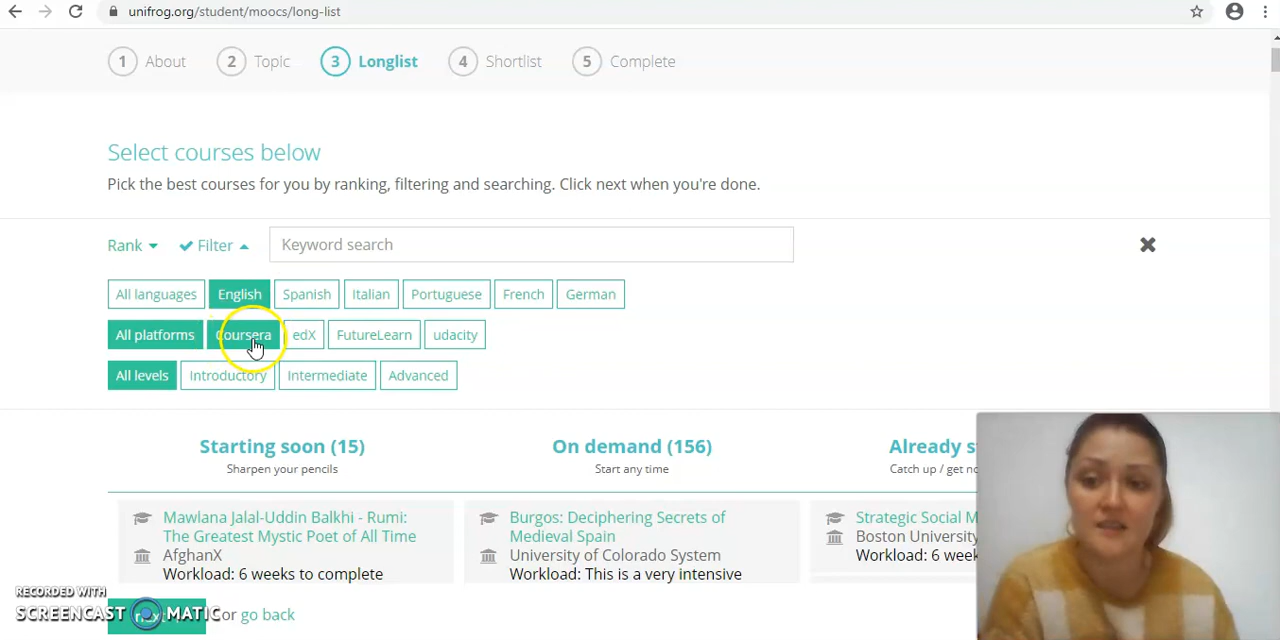 unifrog.org/student/moocs/long-list
1 About 2 Topic 3 Longlist 4 Shortlist 5 Complete
Select courses below
Pick the best courses for you by ranking, filtering and searching. Click next when you're done.
Rank Filter Keyword search
All languages English Spanish Italian Portuguese French German
All platforms Coursera edX FutureLearn udacity
All levels Introductory Intermediate Advanced
Starting soon (15) On demand (156) Already
Sharpen your pencils Start any time Catch up / get
Mawlana Jalal-Uddin Balkhi - Rumi: Burgos: Deciphering Secrets of Strategic Social
The Greatest Mystic Poet of All Time Medieval Spain Boston University
AfghanX University of Colorado System Workload: 6
Workload: 6 weeks to complete Workload: This is a very intensive
RECORDED WITH
SCREENCAST MATIC or go back